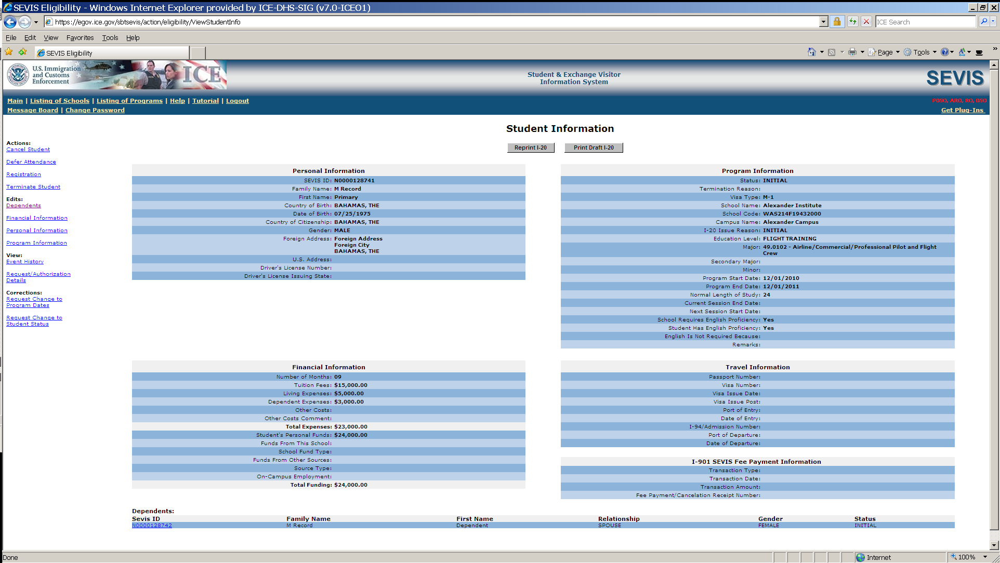 SEVIS Eligibility - Windows Internet Explorer provided by ICE-DHS-SIG (v7.0-ICEO1)
https://egov.ice.gov/sbtsevis/action/eligibility/ViewStudentInfo
ICE Search
File Edit View Favorites Tools Help
SEVIS Eligibility
Page Tools
U.S. Immigration
and Customs
Enforcement
ICE
Student & Exchange Visitor
Information System
SEVIS
Main | Listing of Schools | Listing of Programs | Help | Tutorial | Logout
PDSO, ARO, RO, DSO
Message Board | Change Password
Get Plug-Ins
Student Information
Reprint I-20 Print Draft I-20
Actions:
Cancel Student
Defer Attendance
Registration
Terminate Student
Edits:
Dependents
Financial Information
Personal Information
Program Information
View:
Event History
Request/Authorization
Details
Corrections:
Request Change to
Program Dates
Request Change to
Student Status
Personal Information
SEVIS ID: N0000128741
Family Name: M Record
First Name: Primary
Country of Birth: BAHAMAS, THE
Date of Birth: 07/25/1975
Country of Citizenship: BAHAMAS, THE
Gender: MALE
Foreign Address: Foreign Address
Foreign City
BAHAMAS, THE
U.S. Address:
Driver's License Number:
Driver's License Issuing State:
Program Information
Status: INITIAL
Termination Reason:
Visa Type: M-1
School Name: Alexander Institute
School Code: WAS214F19432000
Campus Name: Alexander Campus
I-20 Issue Reason: INITIAL
Education Level: FLIGHT TRAINING
Major: 49.0102 - Airline/Commercial/Professional Pilot and Flight
Crew
Secondary Major:
Minor:
Program Start Date: 12/01/2010
Program End Date: 12/01/2011
Normal Length of Study: 24
Current Session End Date:
Next Session Start Date:
School Requires English Proficiency: Yes
Student Has English Proficiency: Yes
English Is Not Required Because:
Remarks:
Financial Information
Number of Months: 09
Tuition Fees: $15,000.00
Living Expenses: $5,000.00
Dependent Expenses: $3,000.00
Other Costs:
Other Costs Comment:
Total Expenses: $23,000.00
Student's Personal Funds: $24,000.00
Funds From This School:
School Fund Type:
Funds From Other Sources:
Source Type:
On-Campus Employment:
Total Funding: $24,000.00
Travel Information
Passport Number:
Visa Number:
Visa Issue Date:
Visa Issue Post:
Port of Entry:
Date of Entry:
I-94/Admission Number:
Port of Departure:
Date of Departure:
I-901 SEVIS Fee Payment Information
Transaction Type:
Transaction Date:
Transaction Amount:
Fee Payment/Cancelation Receipt Number:
Dependents:
Sevis ID Family Name First Name Relationship Gender Status
N0000128742 M Record Dependent SPOUSE FEMALE INITIAL
Done
Internet
100%